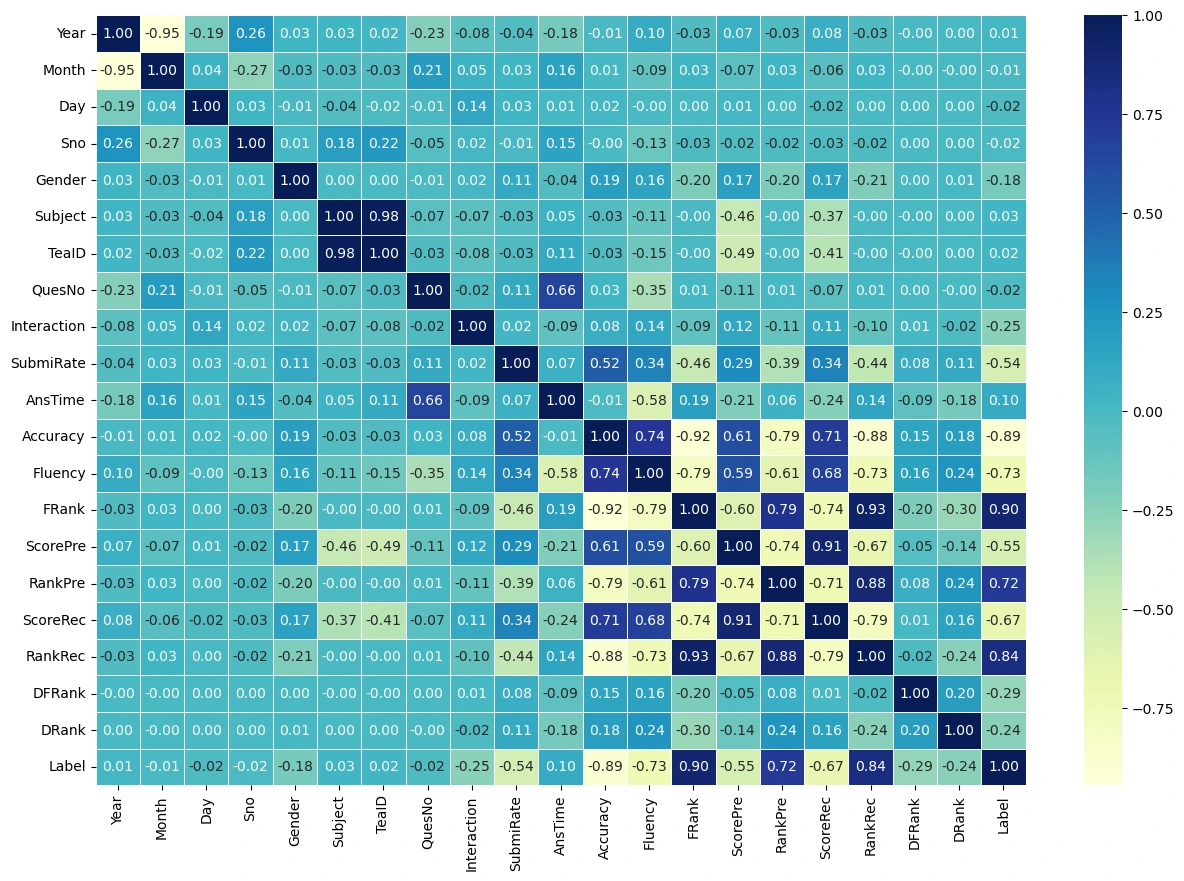 Year 1.00 -0.95 -0.19 0.26 0.03 0.03 0.02 -0.23 -0.08 -0.04 -0.18 -0.01 0.10 -0.03 0.07 -0.03 0.08 -0.03 -0.00 0.00 0.01
Month -0.95 1.00 0.04 -0.27 -0.03 -0.03 -0.03 0.21 0.05 0.03 0.16 0.01 -0.09 0.03 -0.07 0.03 -0.06 0.03 -0.00 -0.00 -0.01
Day -0.19 0.04 1.00 0.03 -0.01 -0.04 -0.02 -0.01 0.14 0.03 0.01 0.02 -0.00 0.00 0.01 0.00 -0.02 0.00 0.00 0.00 -0.02
Sno 0.26 -0.27 0.03 1.00 0.01 0.18 0.22 -0.05 0.02 -0.01 0.15 -0.00 -0.13 -0.03 -0.02 -0.02 -0.03 -0.02 0.00 0.00 -0.02
Gender 0.03 -0.03 -0.01 0.01 1.00 0.00 0.00 -0.01 0.02 0.11 -0.04 0.19 0.16 -0.20 0.17 -0.20 0.17 -0.21 0.00 0.01 -0.18
Subject 0.03 -0.03 -0.04 0.18 0.00 1.00 0.98 -0.07 -0.07 -0.03 0.05 -0.03 -0.11 -0.00 -0.46 -0.00 -0.37 -0.00 -0.00 0.00 0.03
TeaID 0.02 -0.03 -0.02 0.22 0.00 0.98 1.00 -0.03 -0.08 -0.03 0.11 -0.03 -0.15 -0.00 -0.49 -0.00 -0.41 -0.00 -0.00 0.00 0.02
QuesNo -0.23 0.21 -0.01 -0.05 -0.01 -0.07 -0.03 1.00 -0.02 0.11 0.66 0.03 -0.35 0.01 -0.11 0.01 -0.07 0.01 0.00 -0.00 -0.02
Interaction -0.08 0.05 0.14 0.02 0.02 -0.07 -0.08 -0.02 1.00 0.02 -0.09 0.08 0.14 -0.09 0.12 -0.11 0.11 -0.10 0.01 -0.02 -0.25
SubmiRate -0.04 0.03 0.03 -0.01 0.11 -0.03 -0.03 0.11 0.02 1.00 0.07 0.52 0.34 -0.46 0.29 -0.39 0.34 -0.44 0.08 0.11 -0.54
AnsTime -0.18 0.16 0.01 0.15 -0.04 0.05 0.11 0.66 -0.09 0.07 1.00 -0.01 -0.58 0.19 -0.21 0.06 -0.24 0.14 -0.09 -0.18 0.10
Accuracy -0.01 0.01 0.02 -0.00 0.19 -0.03 -0.03 0.03 0.08 0.52 -0.01 1.00 0.74 -0.92 0.61 -0.79 0.71 -0.88 0.15 0.18 -0.89
Fluency 0.10 -0.09 -0.00 -0.13 0.16 -0.11 -0.15 -0.35 0.14 0.34 -0.58 0.74 1.00 -0.79 0.59 -0.61 0.68 -0.73 0.16 0.24 -0.73
FRank -0.03 0.03 0.00 -0.03 -0.20 -0.00 -0.00 0.01 -0.09 -0.46 0.19 -0.92 -0.79 1.00 -0.60 0.79 -0.74 0.93 -0.20 -0.30 0.90
ScorePre 0.07 -0.07 0.01 -0.02 0.17 -0.46 -0.49 -0.11 0.12 0.29 -0.21 0.61 0.59 -0.60 1.00 -0.74 0.91 -0.67 -0.05 -0.14 -0.55
RankPre -0.03 0.03 0.00 -0.02 -0.20 -0.00 -0.00 0.01 -0.11 -0.39 0.06 -0.79 -0.61 0.79 -0.74 1.00 -0.71 0.88 0.08 0.24 0.72
ScoreRec 0.08 -0.06 -0.02 -0.03 0.17 -0.37 -0.41 -0.07 0.11 0.34 -0.24 0.71 0.68 -0.74 0.91 -0.71 1.00 -0.79 0.01 0.16 -0.67
RankRec -0.03 0.03 0.00 -0.02 -0.21 -0.00 -0.00 0.01 -0.10 -0.44 0.14 -0.88 -0.73 0.93 -0.67 0.88 -0.79 1.00 -0.02 -0.24 0.84
DFRank -0.00 -0.00 0.00 0.00 0.00 -0.00 -0.00 0.00 0.01 0.08 -0.09 0.15 0.16 -0.20 -0.05 0.08 0.01 -0.02 1.00 0.20 -0.29
DRank 0.00 -0.00 0.00 0.00 0.01 0.00 0.00 -0.00 -0.02 0.11 -0.18 0.18 0.24 -0.30 -0.14 0.24 0.16 -0.24 0.20 1.00 -0.24
Label 0.01 -0.01 -0.02 -0.02 -0.18 0.03 0.02 -0.02 -0.25 -0.54 0.10 -0.89 -0.73 0.90 -0.55 0.72 -0.67 0.84 -0.29 -0.24 1.00
Year Month Day Sno Gender Subject TeaID QuesNo Interaction SubmiRate AnsTime Accuracy Fluency FRank ScorePre RankPre ScoreRec RankRec DFRank DRank Label
1.00
0.75
0.50
0.25
0.00
−0.25
−0.50
−0.75